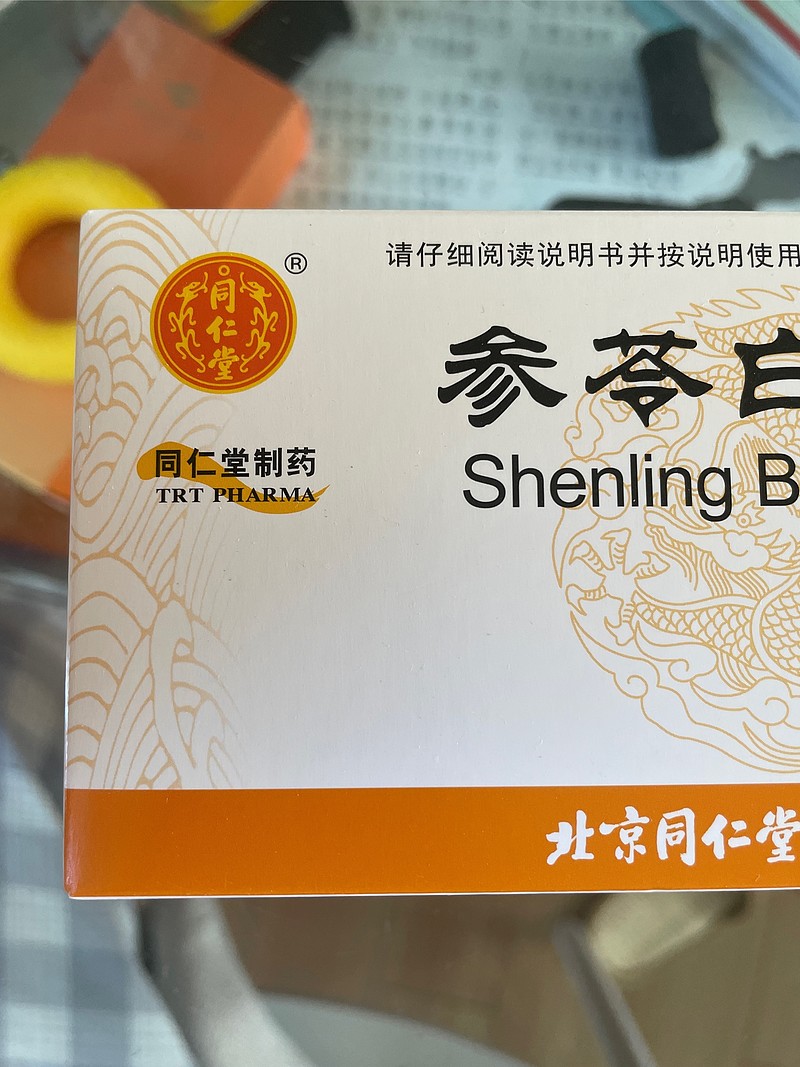 请仔细阅读说明书并按说明使用
®
同仁堂
参苓白
Shenling B
同仁堂制药
TRT PHARMA
北京同仁堂